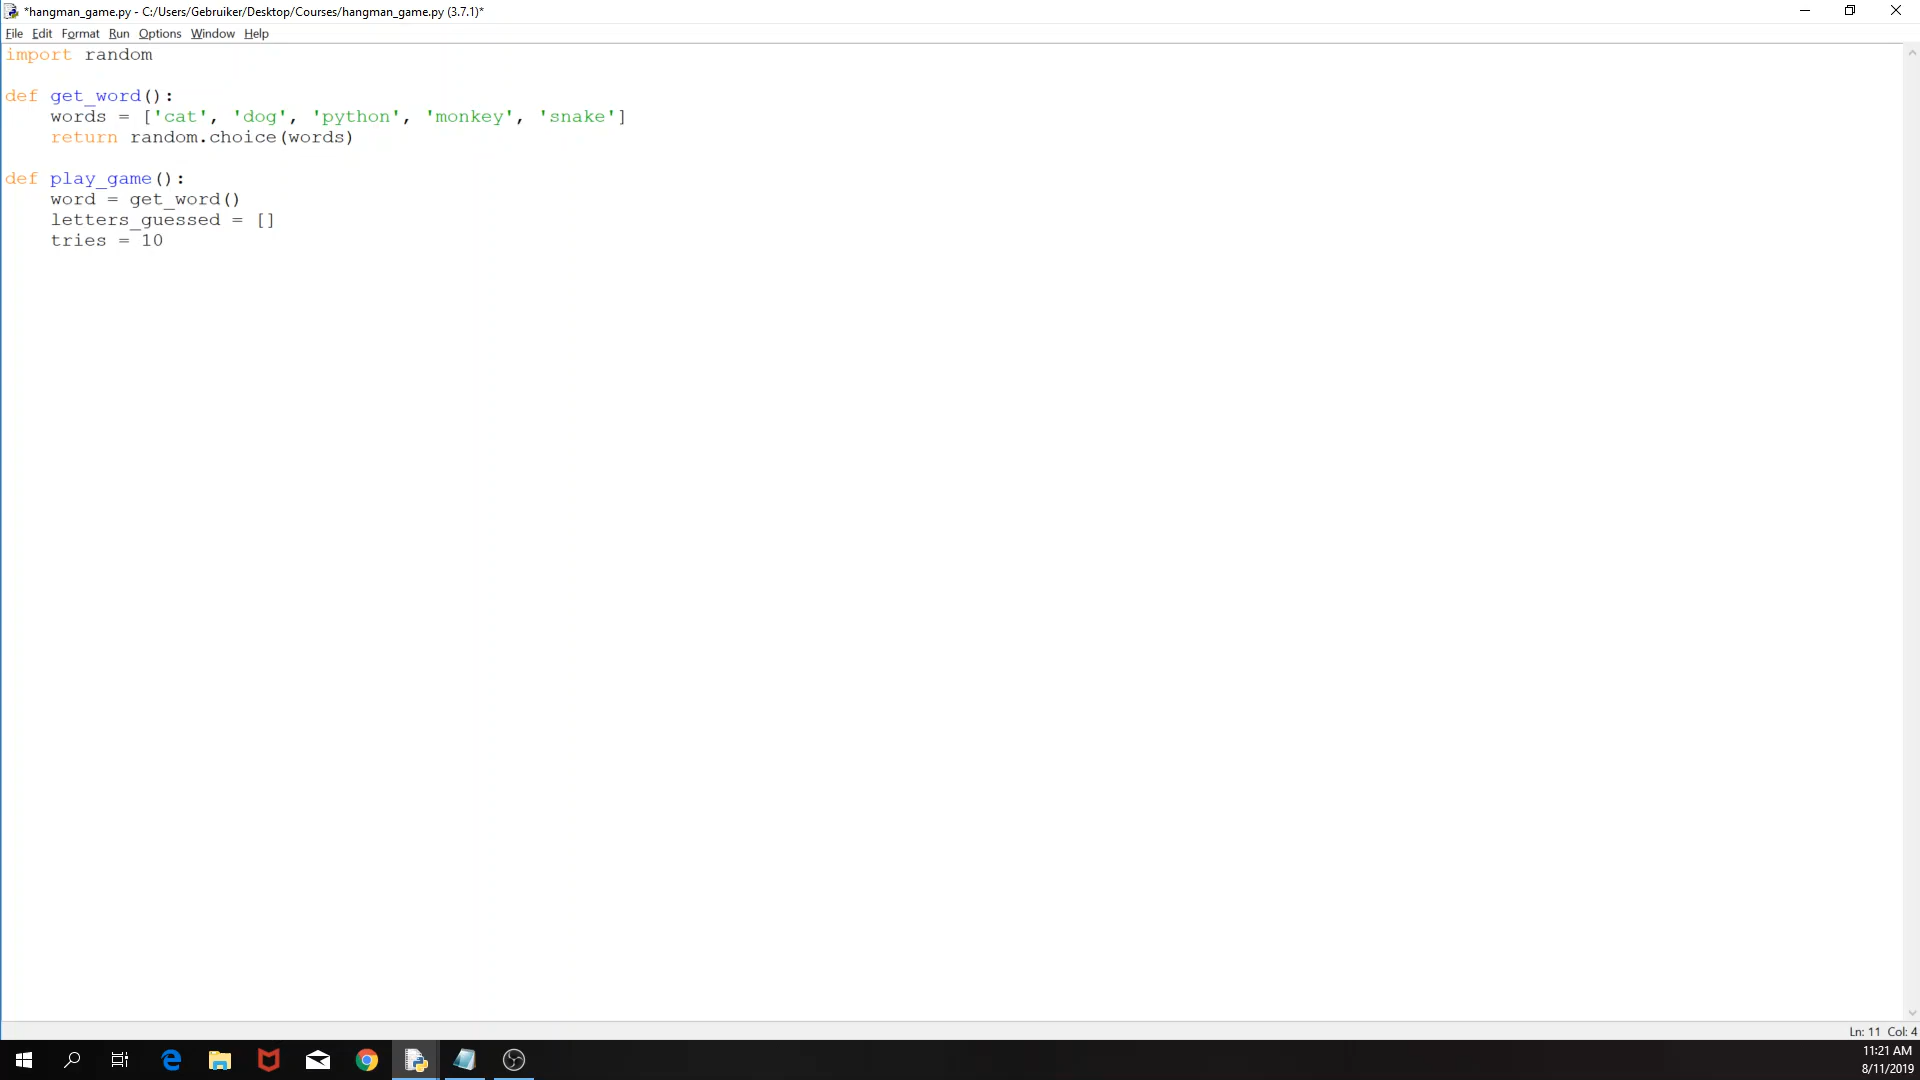 *hangman_game.py - C:/Users/Gebruiker/Desktop/Courses/hangman_game.py (3.7.1)*
File Edit Format Run Options Window Help
import random
def get_word():
    words = ['cat', 'dog', 'python', 'monkey', 'snake']
    return random.choice(words)
def play_game():
    word = get_word()
    letters_guessed = []
    tries = 10
Ln: 11 Col: 4
11:21 AM
8/11/2019